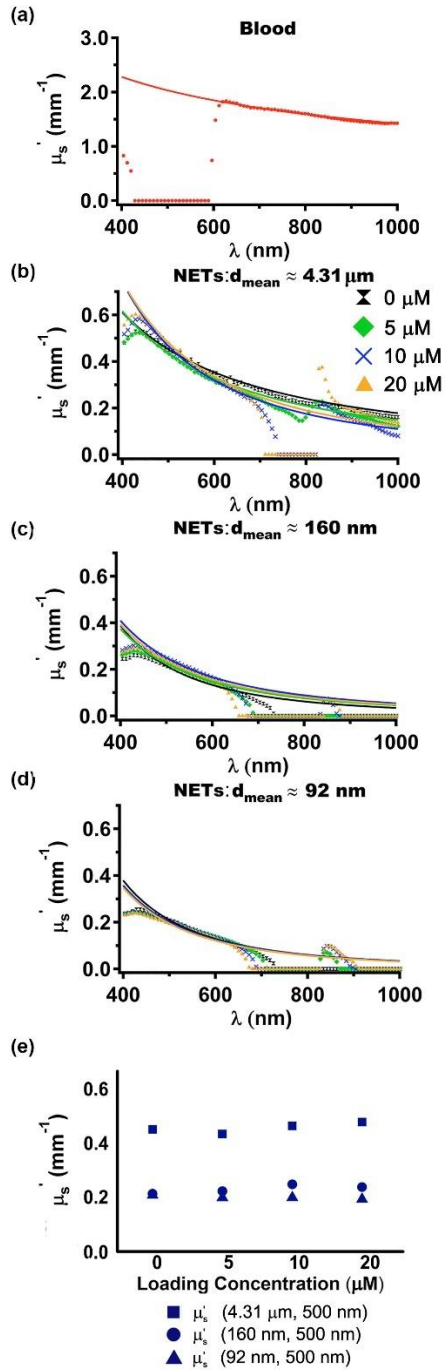 (a)
Blood
3.0
2.0
1.0
0.0
μs' (mm-1)
400 600 800 1000
λ (nm)
(b)
NETs:dmean ≈ 4.31 μm
0.6
0.4
0.2
0.0
μs' (mm-1)
0 μM
5 μM
10 μM
20 μM
400 600 800 1000
λ (nm)
(c)
NETs:dmean ≈ 160 nm
0.6
0.4
0.2
0.0
μs' (mm-1)
400 600 800 1000
λ (nm)
(d)
NETs:dmean ≈ 92 nm
0.6
0.4
0.2
0.0
μs' (mm-1)
400 600 800 1000
λ (nm)
(e)
0.6
0.4
0.2
0.0
μs' (mm-1)
0 5 10 20
Loading Concentration (μM)
μs' (4.31 μm, 500 nm)
μs' (160 nm, 500 nm)
μs' (92 nm, 500 nm)